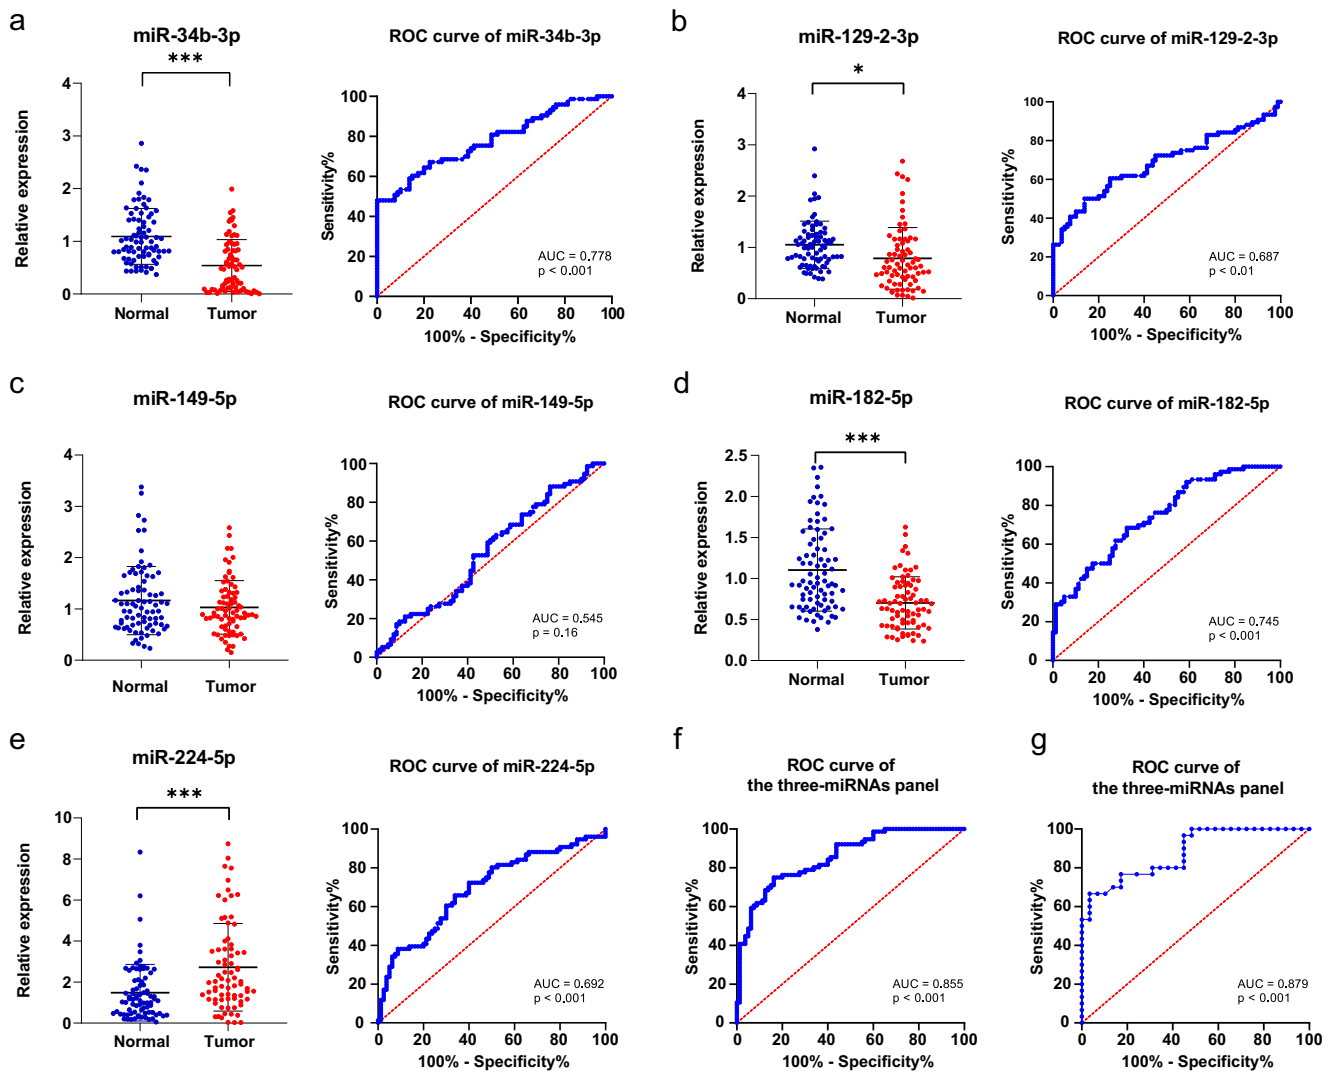 a
miR-34b-3p
***
Relative expression
4
3
2
1
0
Normal
Tumor
ROC curve of miR-34b-3p
Sensitivity%
100
80
60
40
20
0
AUC = 0.778
p < 0.001
0 20 40 60 80 100
100% - Specificity%
b
miR-129-2-3p
*
Relative expression
4
3
2
1
0
Normal
Tumor
ROC curve of miR-129-2-3p
Sensitivity%
100
80
60
40
20
0
AUC = 0.687
p < 0.01
0 20 40 60 80 100
100% - Specificity%
c
miR-149-5p
Relative expression
4
3
2
1
0
Normal
Tumor
ROC curve of miR-149-5p
Sensitivity%
100
80
60
40
20
0
AUC = 0.545
p = 0.16
0 20 40 60 80 100
100% - Specificity%
d
miR-182-5p
***
Relative expression
2.5
2.0
1.5
1.0
0.5
0.0
Normal
Tumor
ROC curve of miR-182-5p
Sensitivity%
100
80
60
40
20
0
AUC = 0.745
p < 0.001
0 20 40 60 80 100
100% - Specificity%
e
miR-224-5p
***
Relative expression
10
8
6
4
2
0
Normal
Tumor
ROC curve of miR-224-5p
Sensitivity%
100
80
60
40
20
0
AUC = 0.692
p < 0.001
0 20 40 60 80 100
100% - Specificity%
f
ROC curve of
the three-miRNAs panel
Sensitivity%
100
80
60
40
20
0
AUC = 0.855
p < 0.001
0 20 40 60 80 100
100% - Specificity%
g
ROC curve of
the three-miRNAs panel
Sensitivity%
100
80
60
40
20
0
AUC = 0.879
p < 0.001
0 20 40 60 80 100
100% - Specificity%